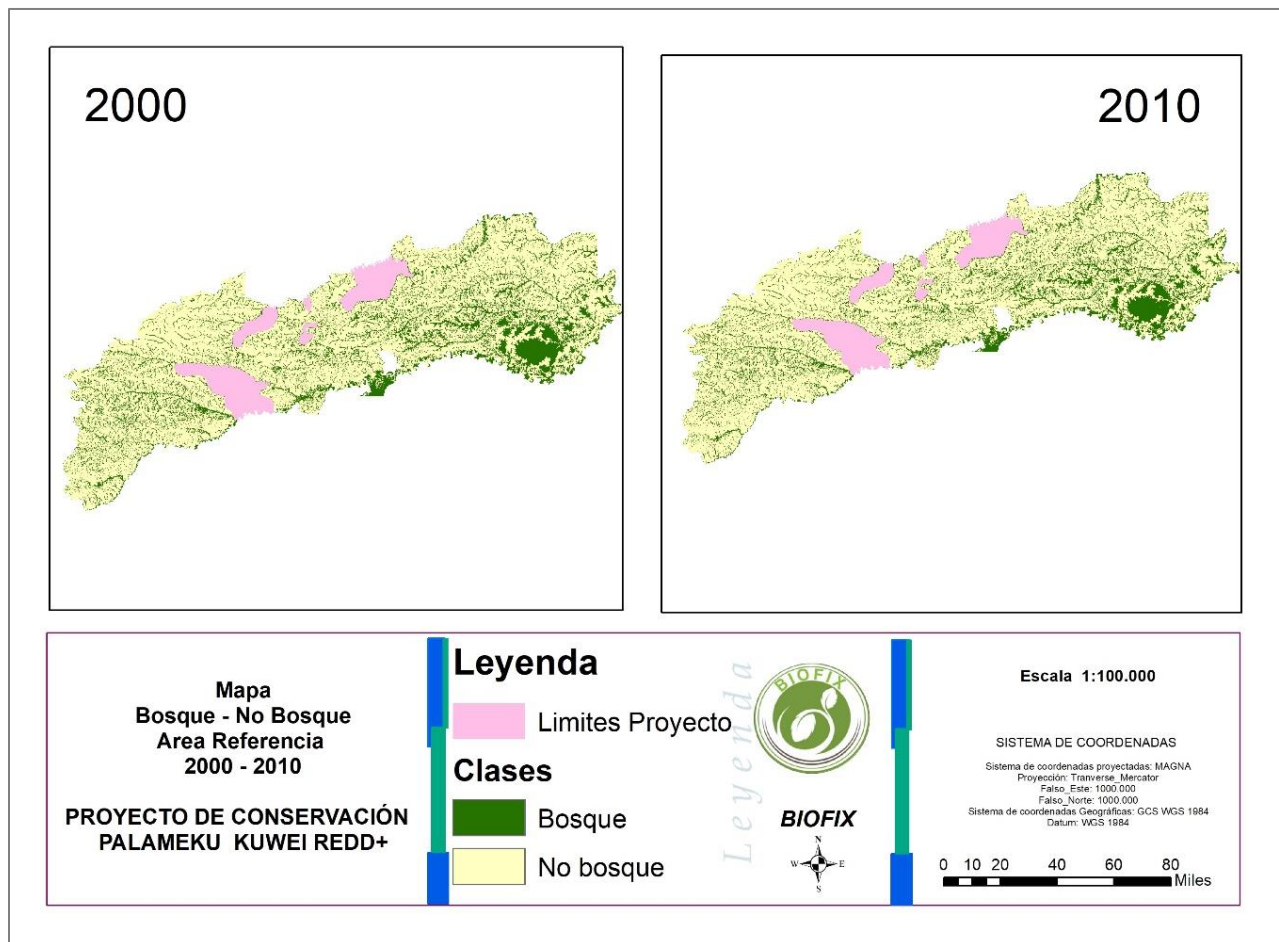 2000
2010
Mapa
Bosque - No Bosque
Area Referencia
2000 - 2010
PROYECTO DE CONSERVACIÓN
PALAMEKU KUWEI REDD+
Leyenda
Limites Proyecto
Clases
Bosque
No bosque
Leyenda
BIOFIX
BIOFIX
N
W E
S
Escala 1:100.000
SISTEMA DE COORDENADAS
Sistema de coordenadas proyectadas: MAGNA
Proyección: Tranverse_Mercator
Falso_Este: 1000.000
Falso_Norte: 1000.000
Sistema de coordenadas Geográficas: GCS WGS 1984
Datum: WGS 1984
0 10 20 40 60 80
Miles